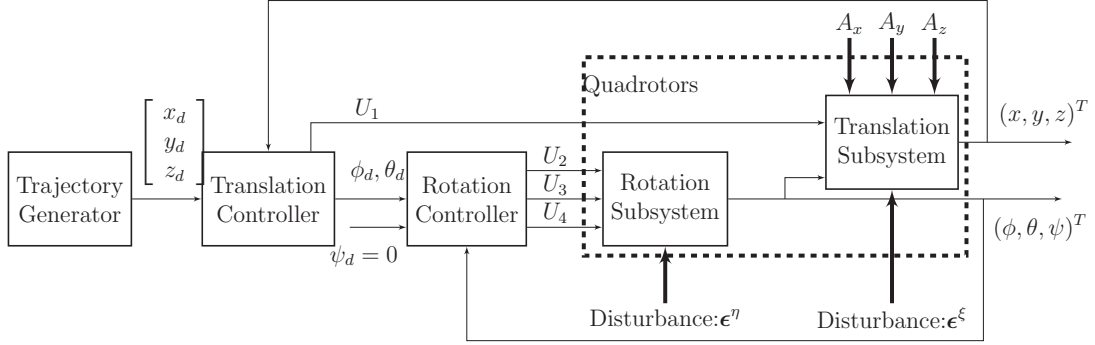 A_x A_y A_z
Quadrotors
U_1
x_d
y_d
z_d
(x, y, z)^T
Translation
Subsystem
Trajectory
Generator
Translation
Controller
ϕ_d, θ_d
Rotation
Controller
U_2
U_3
U_4
Rotation
Subsystem
ψ_d = 0
(ϕ, θ, ψ)^T
Disturbance:ϵ^η
Disturbance:ϵ^ξ